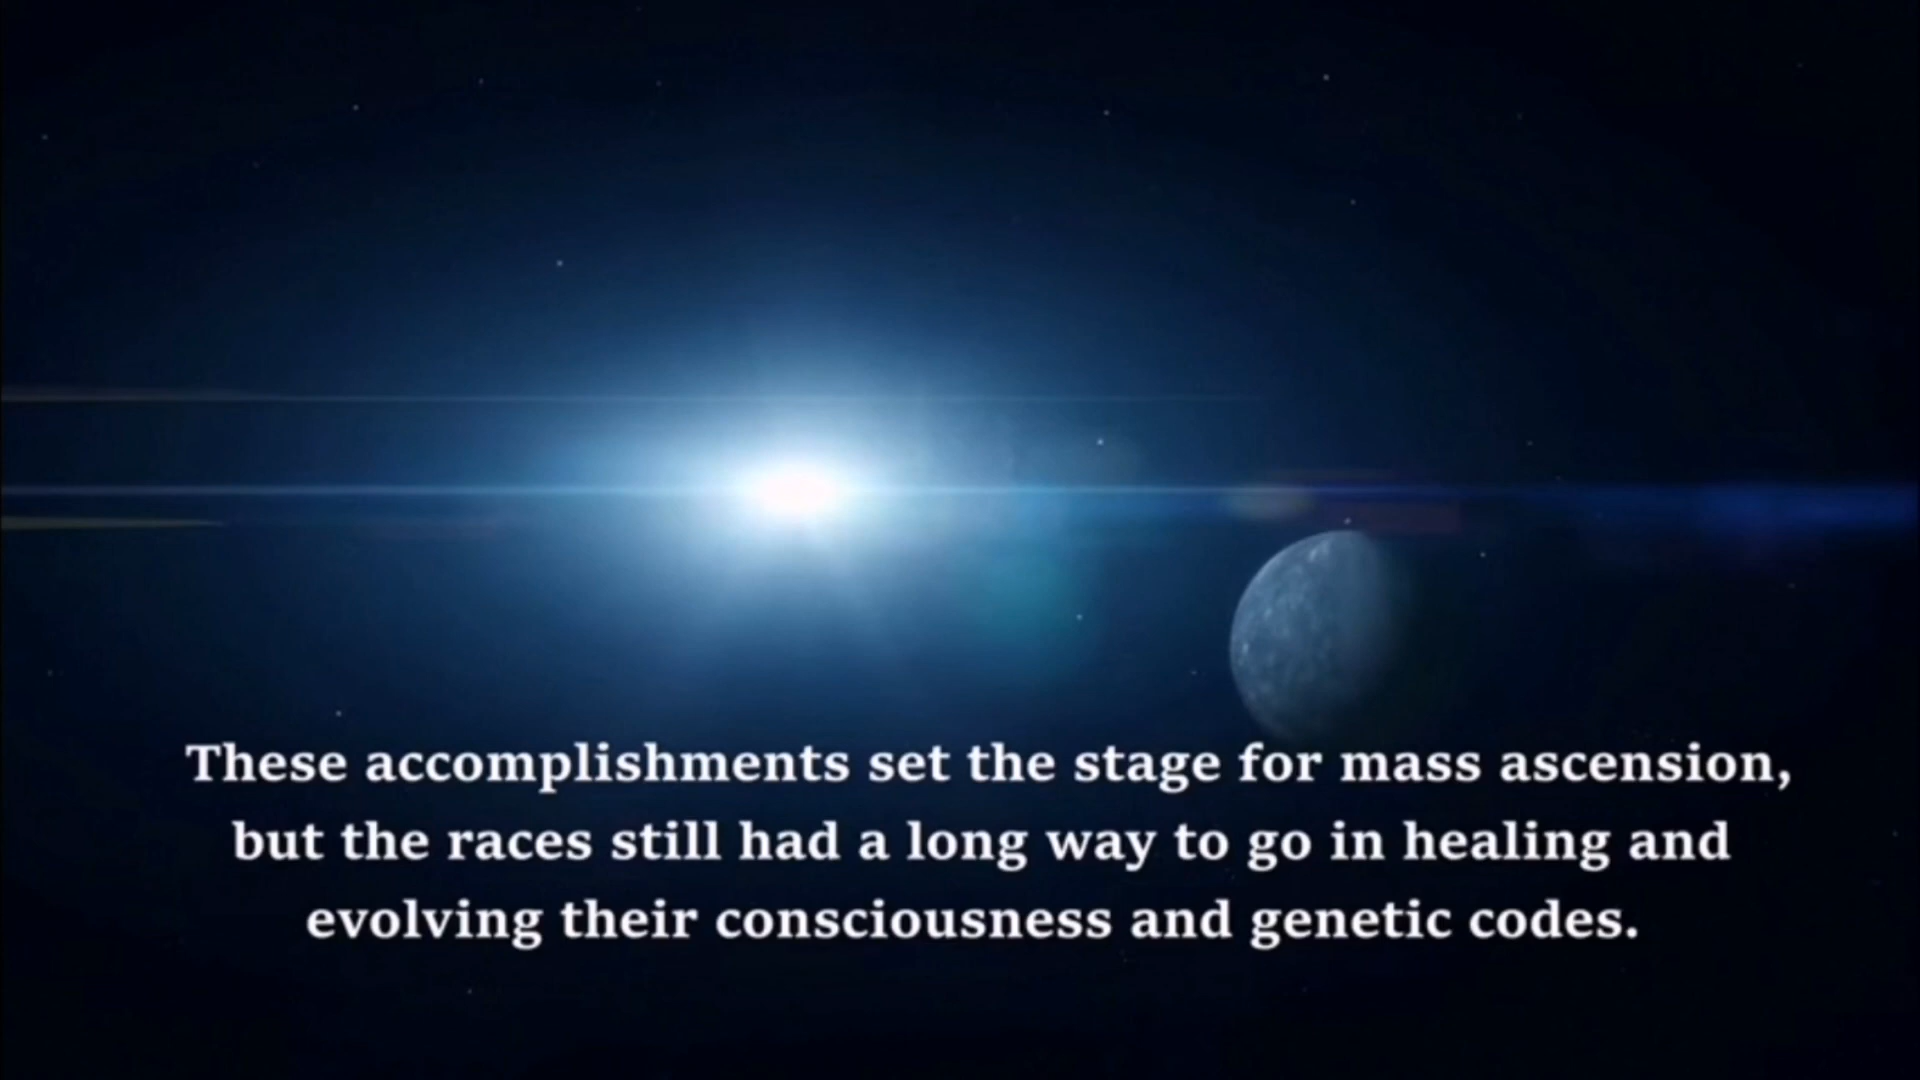 These accomplishments set the stage for mass ascension,
but the races still had a long way to go in healing and
evolving their consciousness and genetic codes.